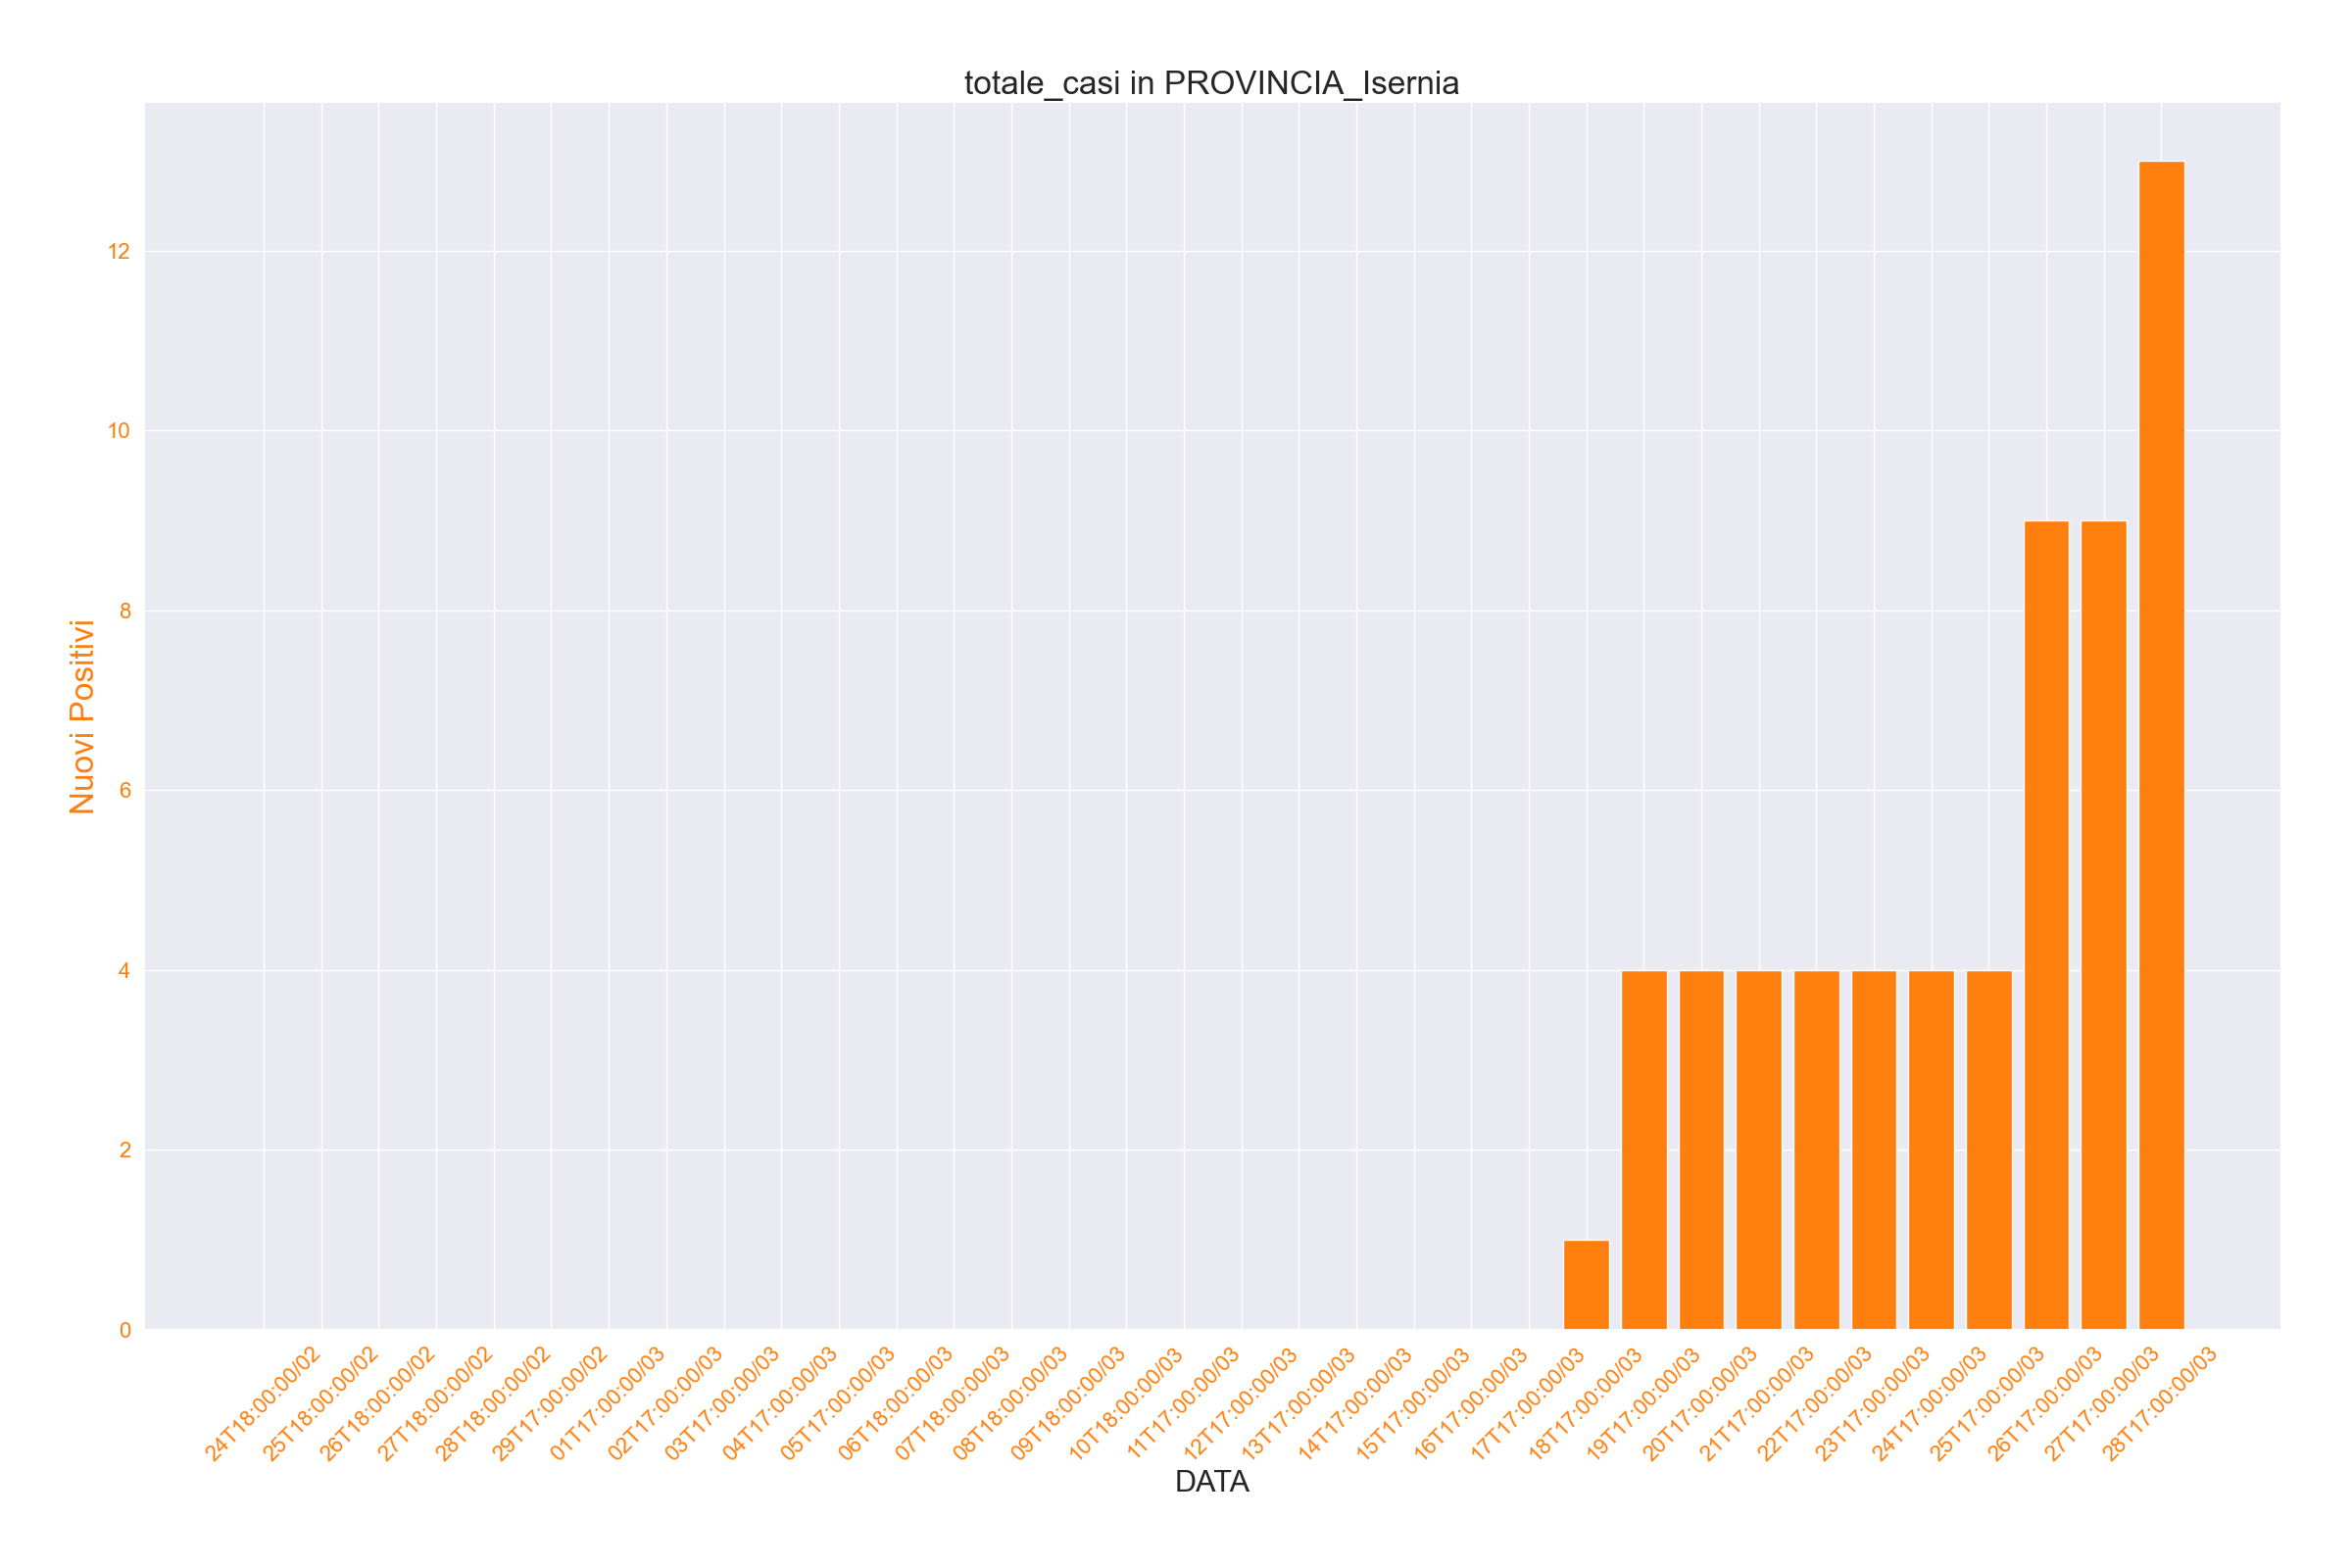 totale_casi in PROVINCIA_Isernia
Nuovi Positivi
12
10
8
6
4
2
0
24T18:00:00/02
25T18:00:00/02
26T18:00:00/02
27T18:00:00/02
28T18:00:00/02
29T17:00:00/02
01T17:00:00/03
02T17:00:00/03
03T17:00:00/03
04T17:00:00/03
05T17:00:00/03
06T18:00:00/03
07T18:00:00/03
08T18:00:00/03
09T18:00:00/03
10T18:00:00/03
11T17:00:00/03
12T17:00:00/03
13T17:00:00/03
14T17:00:00/03
15T17:00:00/03
16T17:00:00/03
17T17:00:00/03
18T17:00:00/03
19T17:00:00/03
20T17:00:00/03
21T17:00:00/03
22T17:00:00/03
23T17:00:00/03
24T17:00:00/03
25T17:00:00/03
26T17:00:00/03
27T17:00:00/03
28T17:00:00/03
DATA